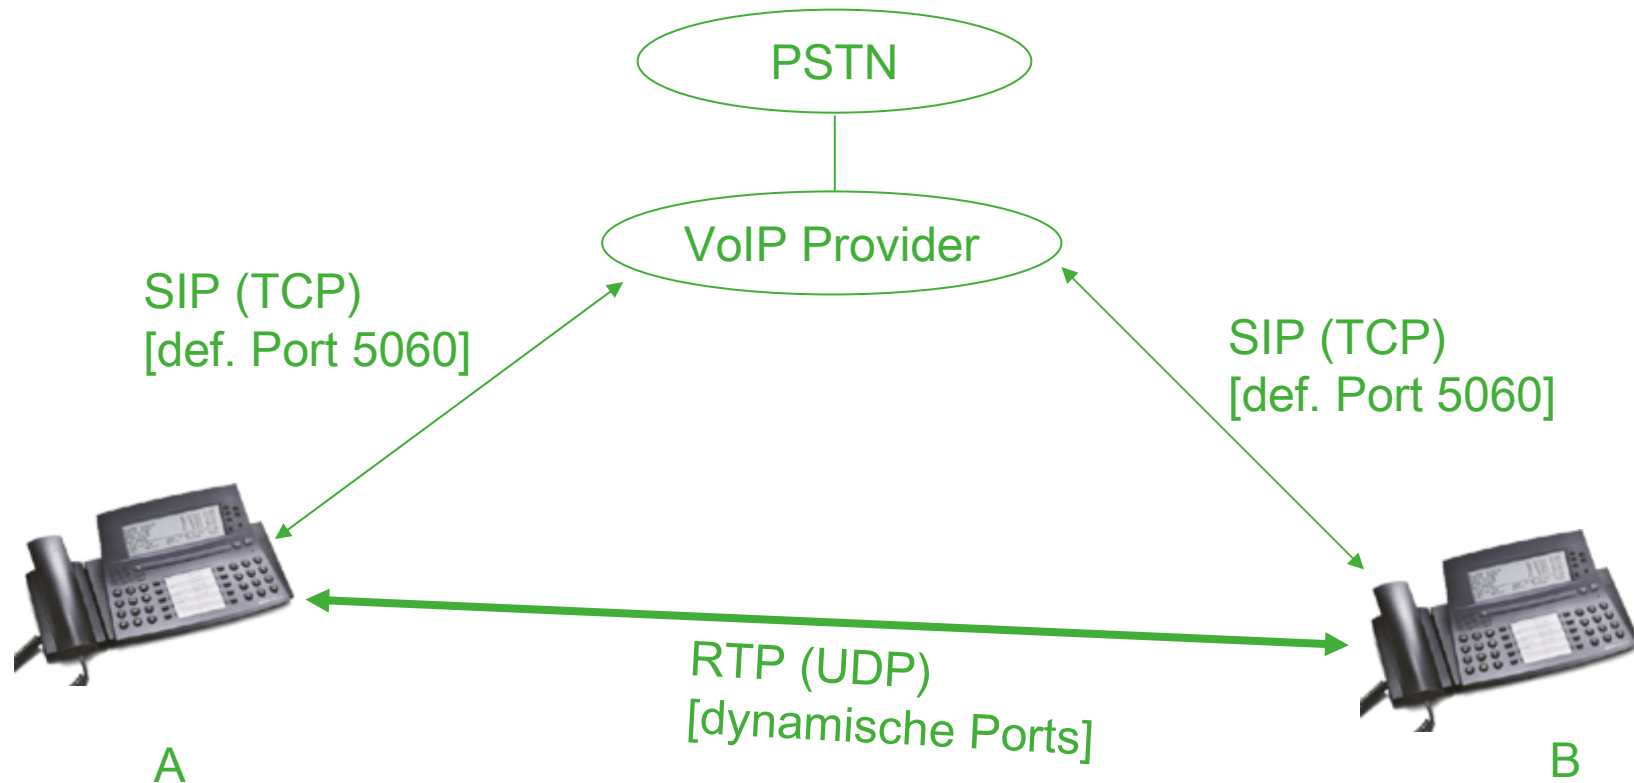 PSTN
VoIP Provider
SIP (TCP)
[def. Port 5060]
SIP (TCP)
[def. Port 5060]
RTP (UDP)
[dynamische Ports]
A
B